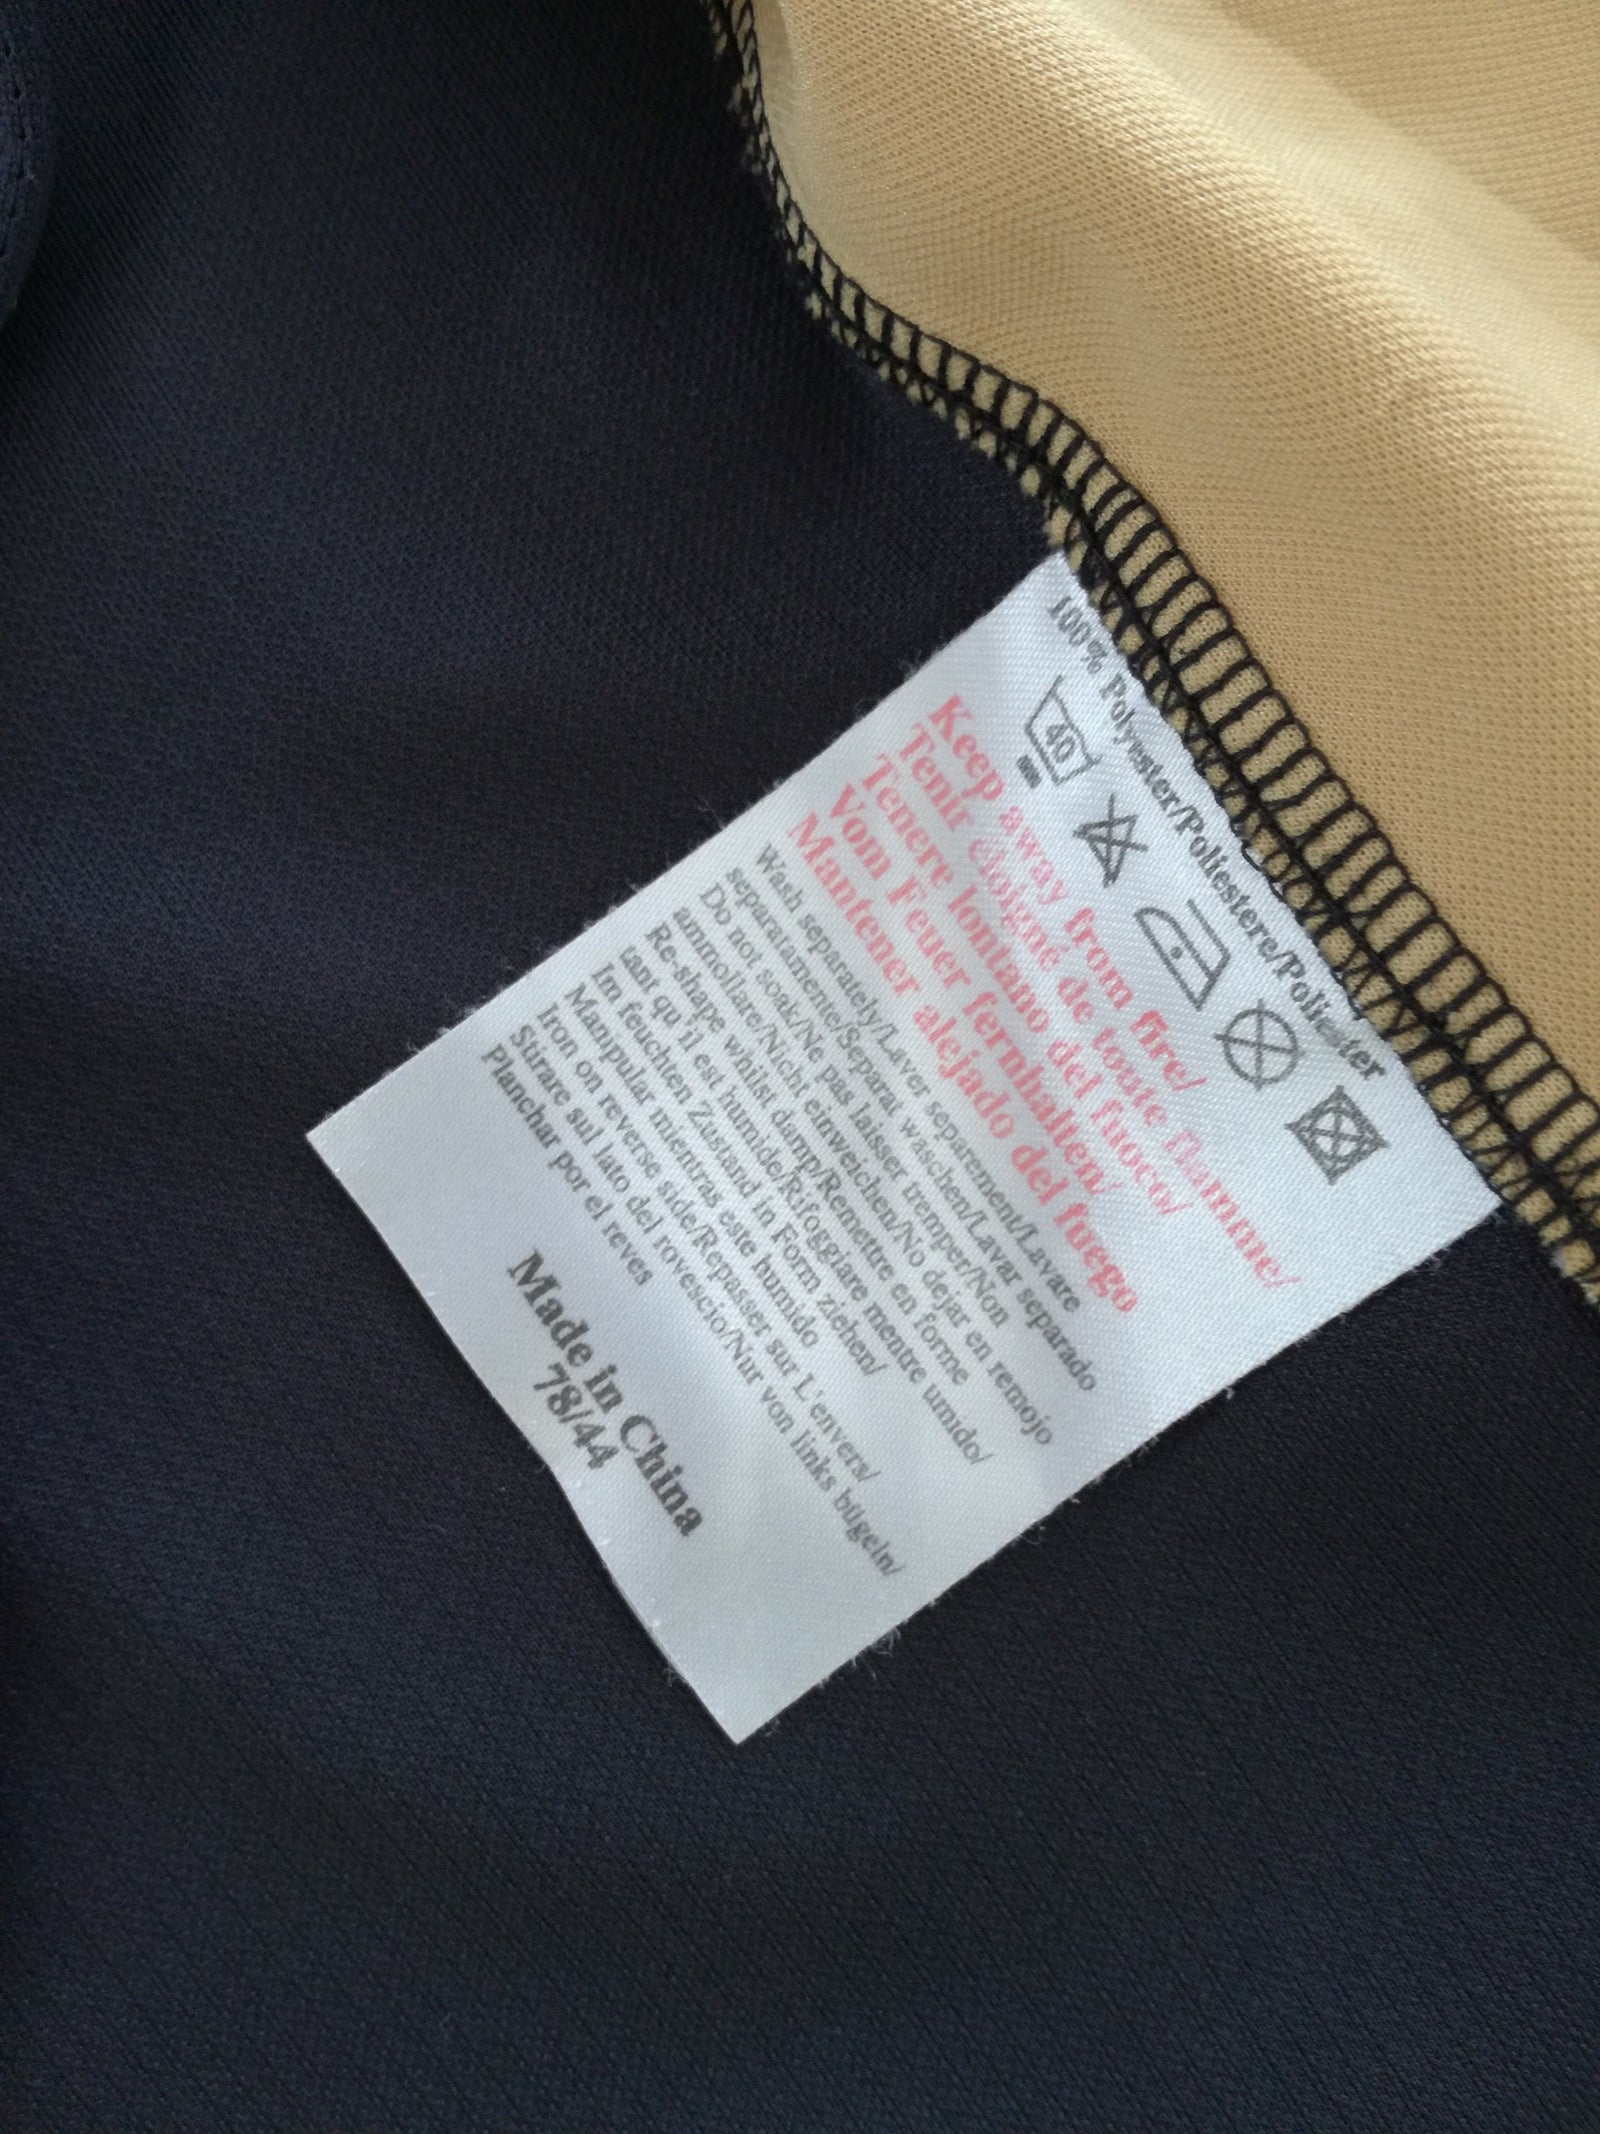 100% Polyester/Poliestere/Poliester
40
Keep away from fire/
Tenir éloigné de toute flamme/
Tenere lontano del fuoco/
Vom Feuer fernhalten/
Mantener alejado del fuego
Wash separately/Laver separement/Lavare
separatamente/Separat waschen/Lavar separado
Do not soak/Ne pas laisser tremper/Non
ammollare/Nicht einweichen/No dejar en remojo
Re-shape whilst damp/Remettre en forme
tant qu'il est humide/Rifoggiare mentre umido/
Im feuchten Zustand in Form ziehen/
Manipular mientras este humido
Iron on reverse side/Repasser sur L'envers/
Stirare sul lato del rovescio/Nur von links bügeln/
Planchar por el reves
Made in China
78/44